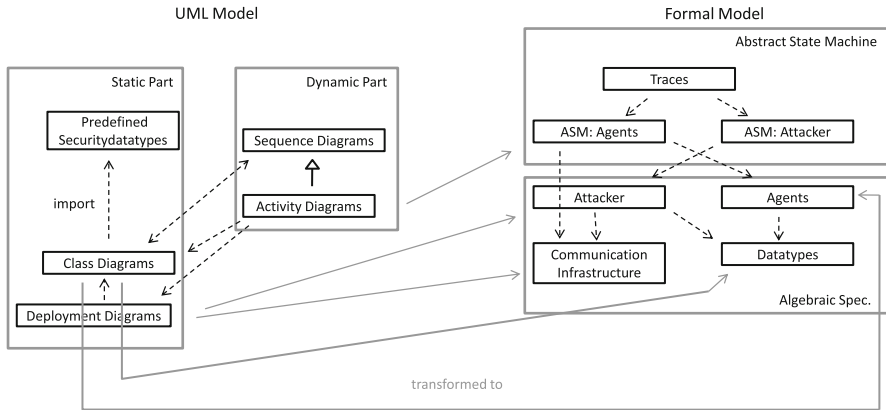 UML Model
Formal Model
Static Part
Predefined
Securitydatatypes
import
Class Diagrams
Deployment Diagrams
Dynamic Part
Sequence Diagrams
Activity Diagrams
Abstract State Machine
Traces
ASM: Agents
ASM: Attacker
Attacker
Agents
Communication
Infrastructure
Datatypes
Algebraic Spec.
transformed to